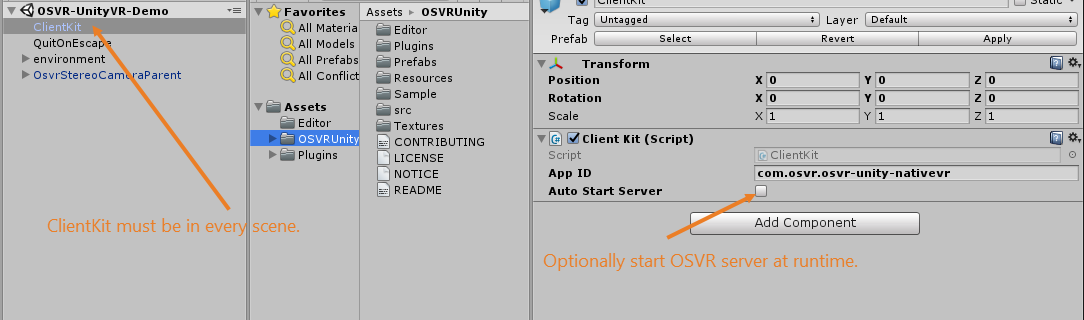 OSVR-UnityVR-Demo
ClientKit
QuitOnEscape
environment
OsvrStereoCameraParent
ClientKit must be in every scene.
Favorites
All Materia
All Models
All Prefabs
All Conflict
Assets
Editor
OSVRUnity
Plugins
Assets ▸ OSVRUnity
Editor
Plugins
Prefabs
Resources
Sample
src
Textures
CONTRIBUTING
LICENSE
NOTICE
README
ClientKit Static
Tag Untagged Layer Default
Prefab Select Revert Apply
Transform
Position X 0 Y 0 Z 0
Rotation X 0 Y 0 Z 0
Scale X 1 Y 1 Z 1
Client Kit (Script)
Script ClientKit
App ID com.osvr.osvr-unity-nativevr
Auto Start Server
Add Component
Optionally start OSVR server at runtime.